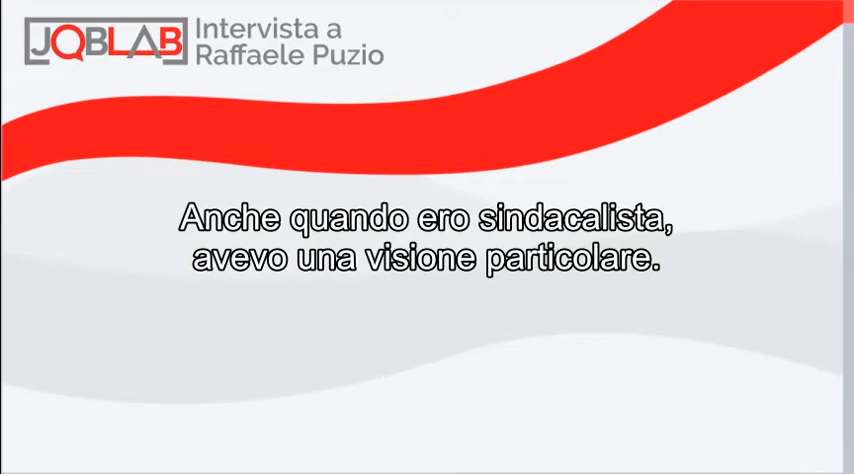 JOBLAB
Intervista a
Raffaele Puzio
Anche quando ero sindacalista,
avevo una visione particolare.